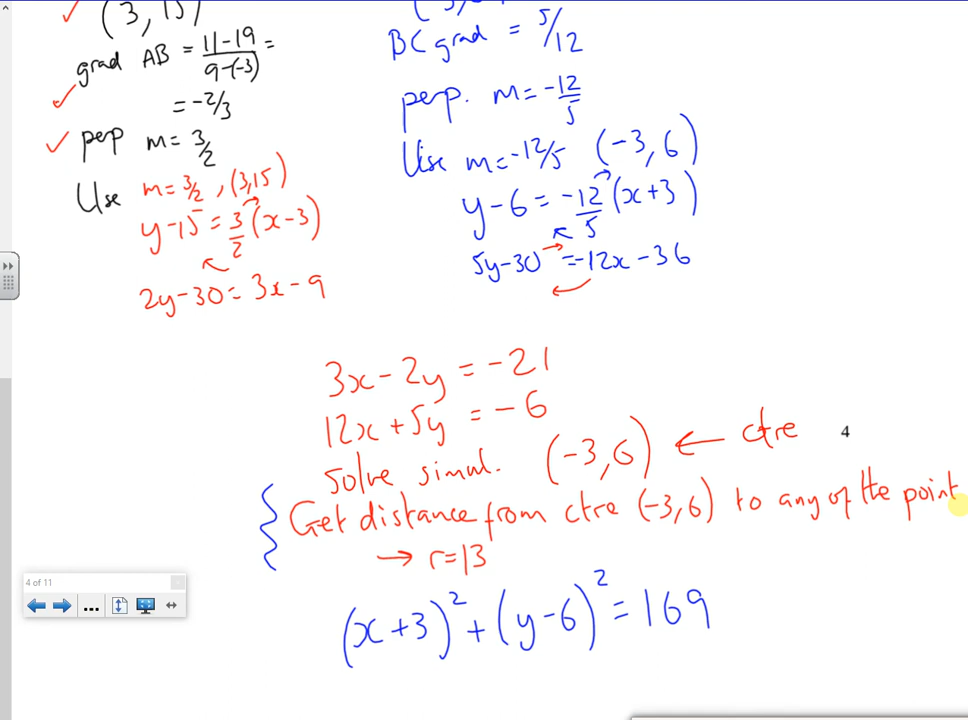 (3, 15)
grad AB = 11-19 / 9-(-3) =
= -2/3
perp m = 3/2
Use m = 3/2, (3,15)
y-15 = 3/2 (x-3)
2y-30 = 3x-9
BC grad = 5/12
perp. m = -12/5
Use m = -12/5 (-3, 6)
y-6 = -12/5 (x+3)
5y-30 = -12x-36
3x-2y = -21
12x+5y = -6
Solve simul. (-3,6) ← ctre
4
Get distance from ctre (-3,6) to any of the point
→ r=13
4 of 11
(x+3)² + (y-6)² = 169